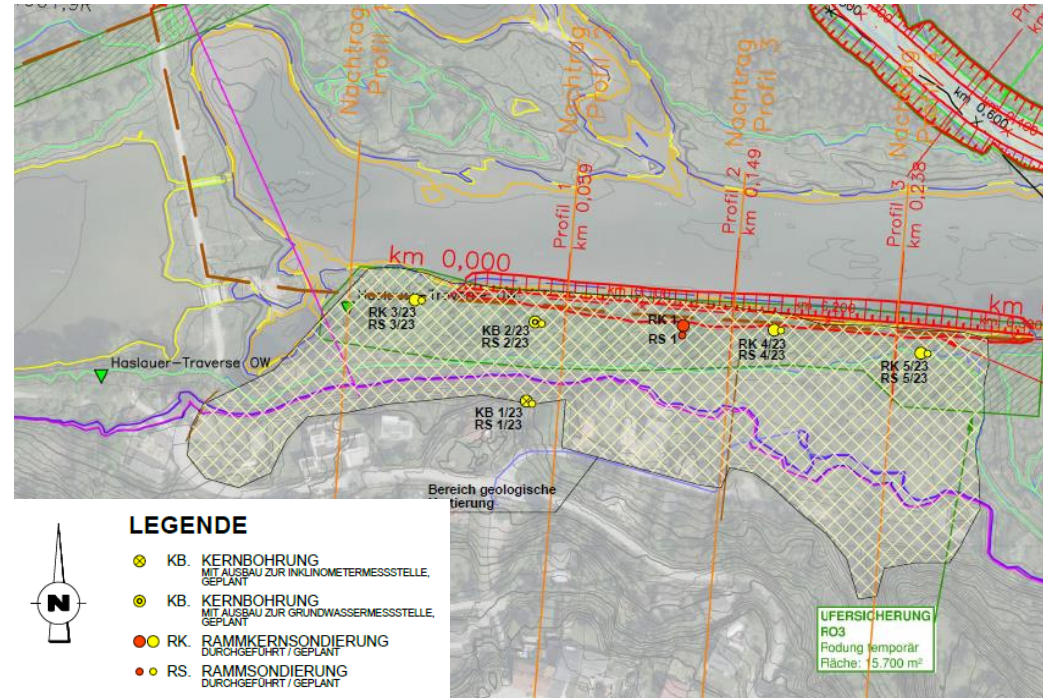 Nachtrag
Profil 1
Nachtrag
Profil 2
Nachtrag
Profil 3
Nachtrag
km 0,600
Profil 1
km 0,059
Profil 2
km 0,149
Profil 3
km 0,238
km 0,000
Haslauer-Traverse OW
RK 3/23
RS 3/23
KB 2/23
RS 2/23
RK 1
RS 1
RK 4/23
RS 4/23
RK 5/23
RS 5/23
KB 1/23
RS 1/23
Bereich geologische
LEGENDE
KB. KERNBOHRUNG
MIT AUSBAU ZUR INKLINOMETERMESSSTELLE,
GEPLANT
KB. KERNBOHRUNG
MIT AUSBAU ZUR GRUNDWASSERMESSSTELLE,
GEPLANT
RK. RAMMKERNSONDIERUNG
DURCHGEFÜHRT / GEPLANT
RS. RAMMSONDIERUNG
DURCHGEFÜHRT / GEPLANT
N
UFERSICHERUNG
RO3
Rodung temporär
Fläche: 15.700 m²